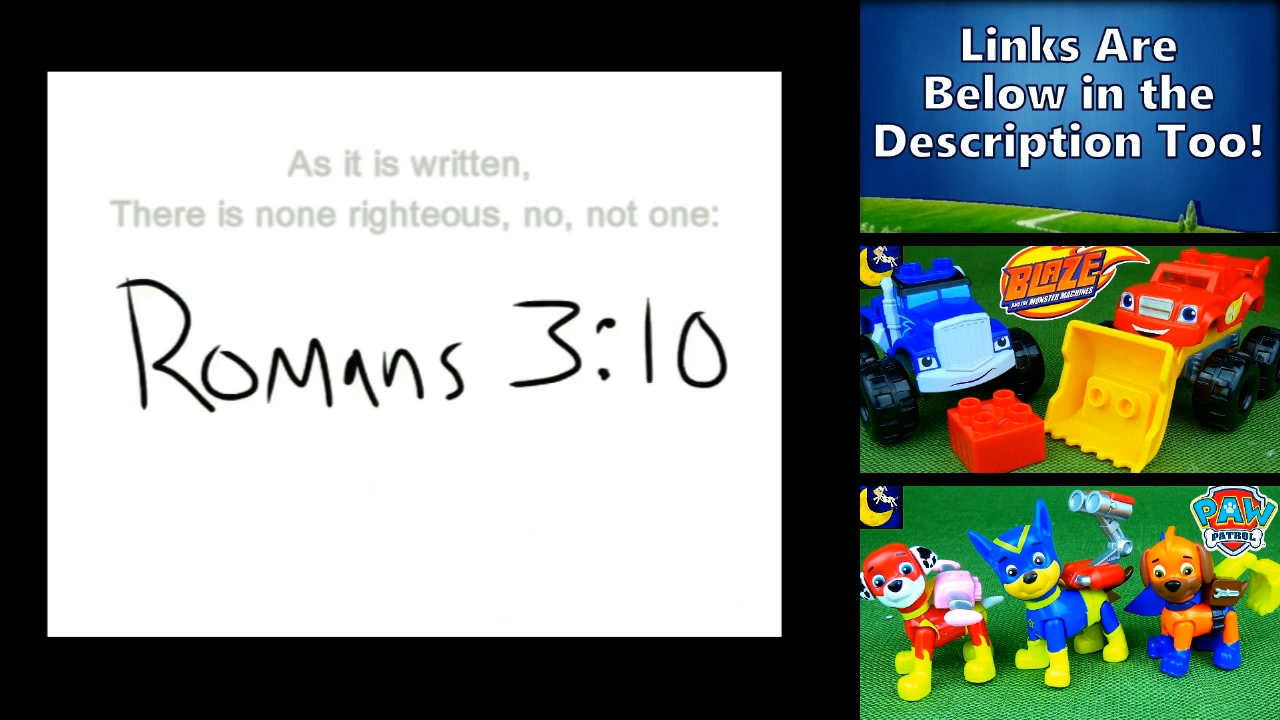 As it is written,
There is none righteous, no, not one:
Romans 3:10
Links Are
Below in the
Description Too!
BLAZE
AND THE MONSTER MACHINES
PAW
PATROL